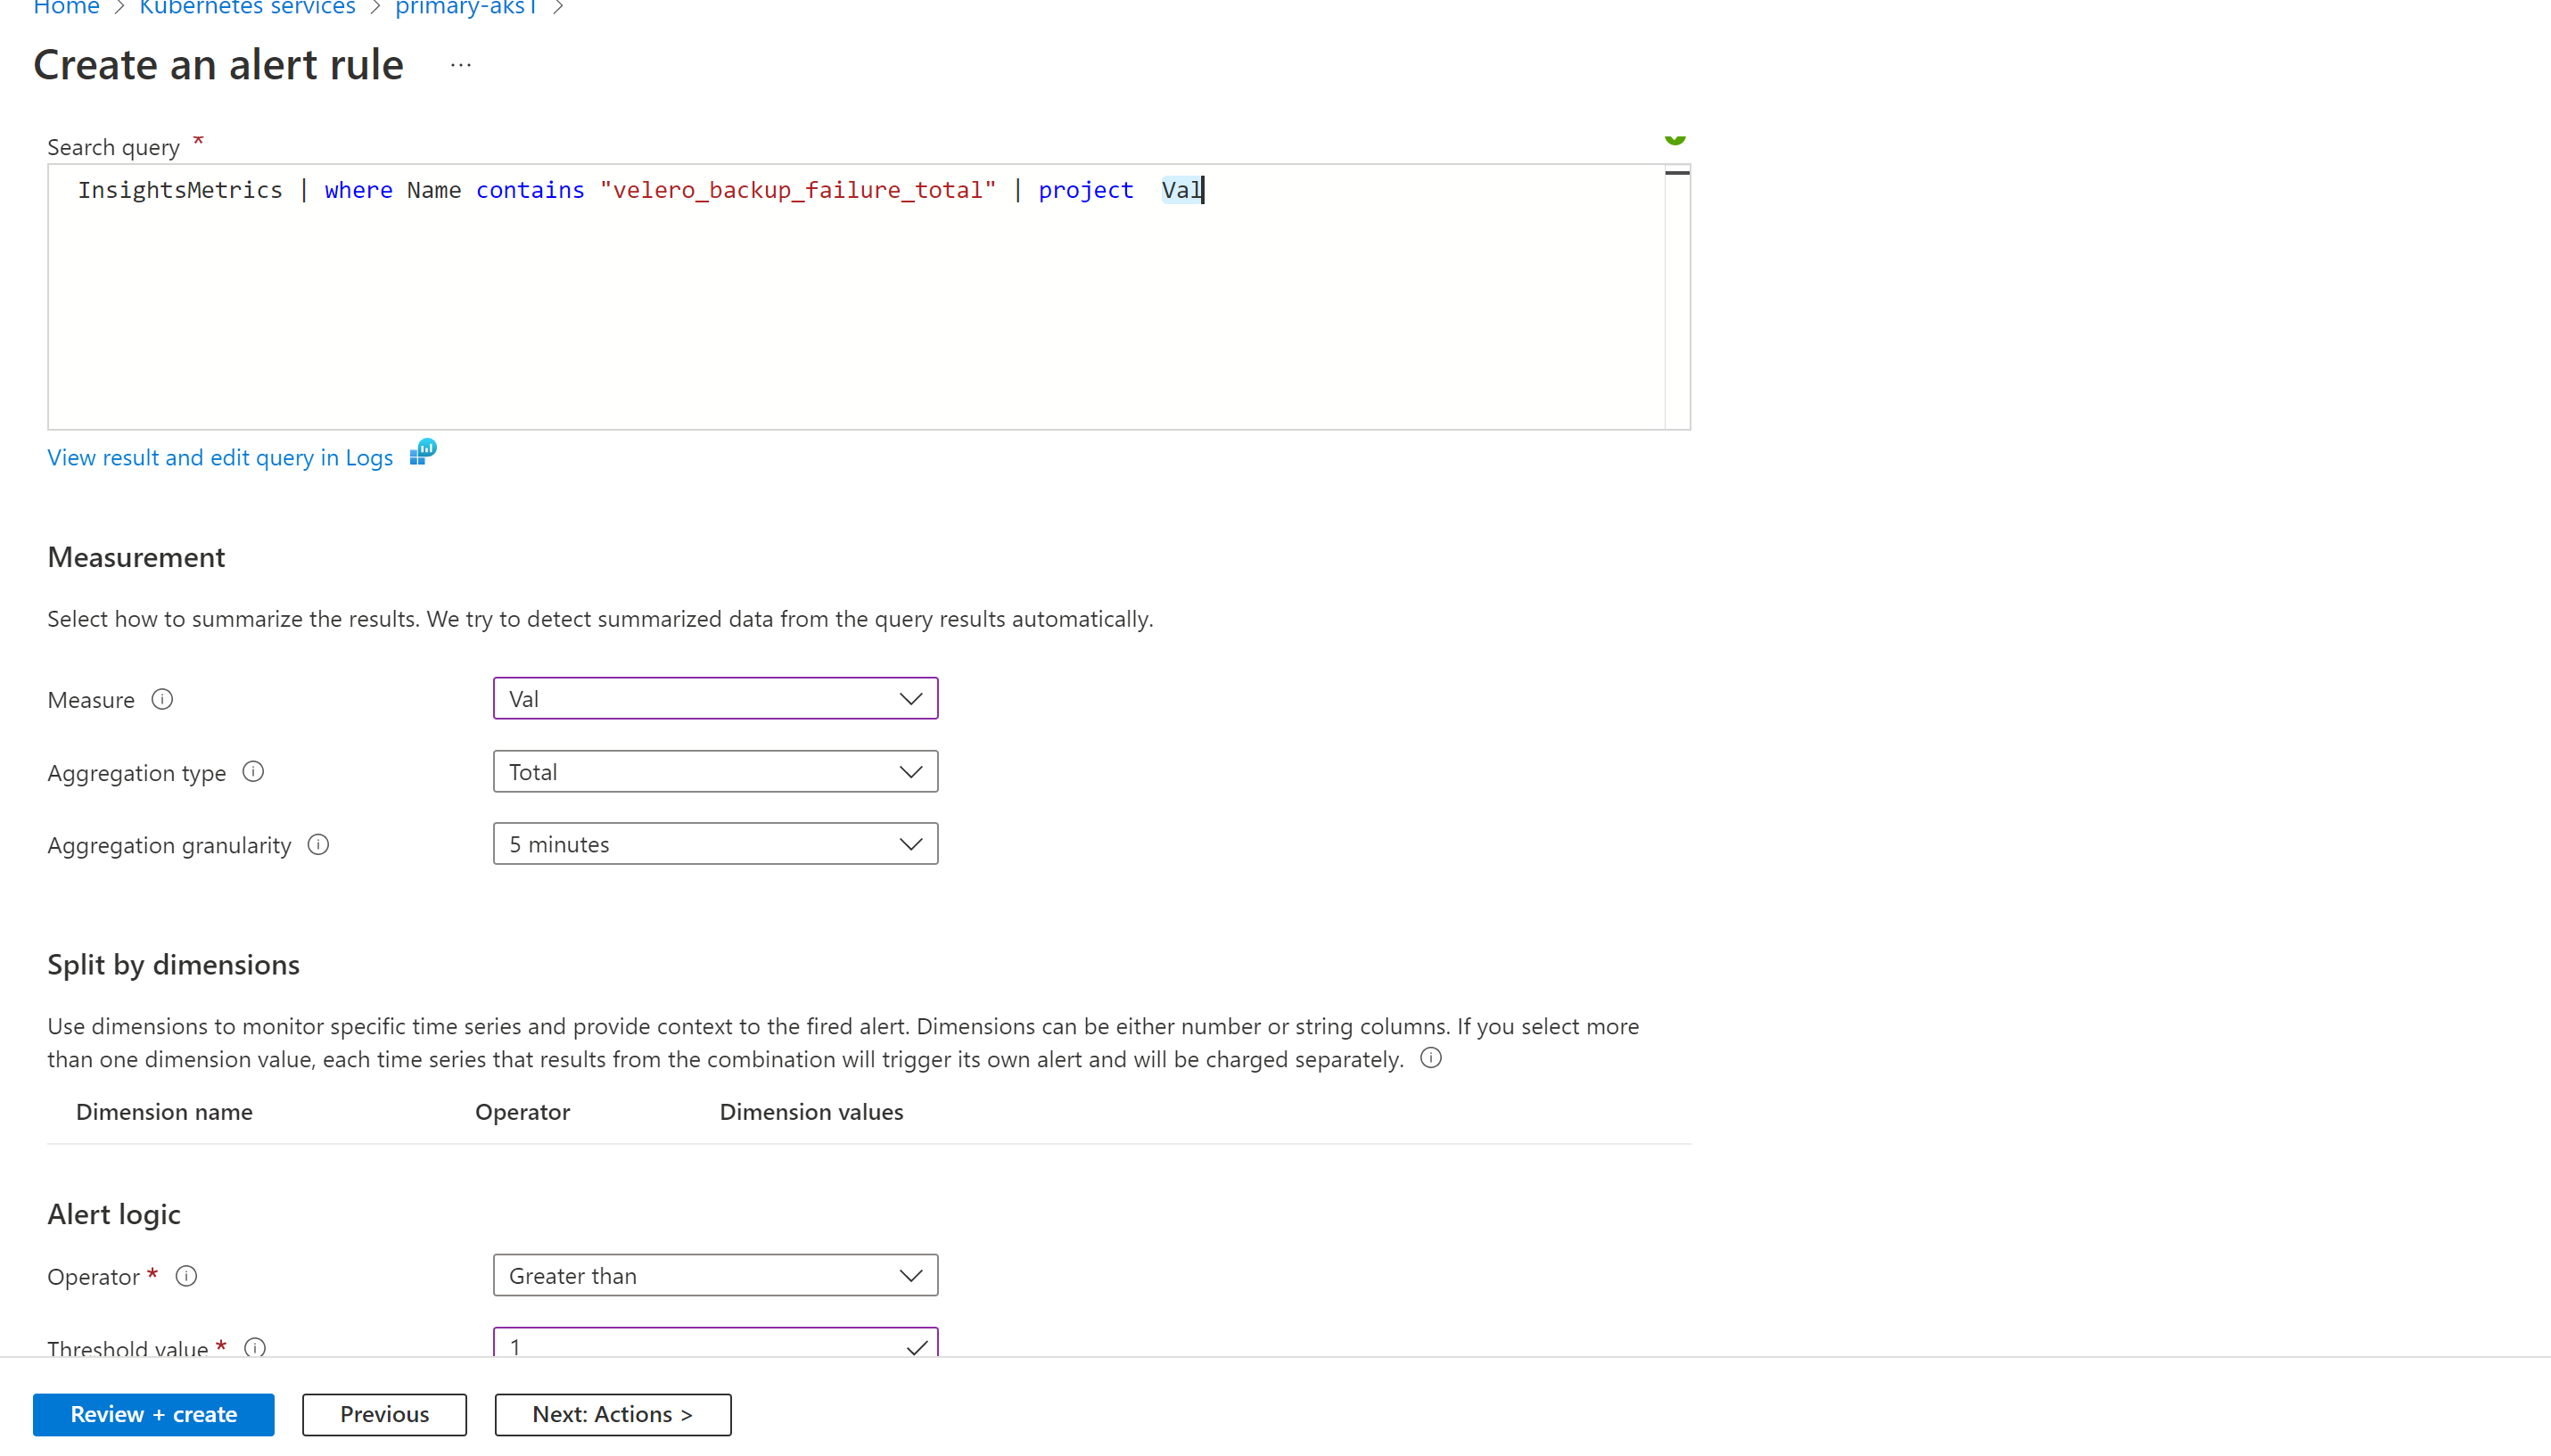 Home > Kubernetes services > primary-aks1 >
Create an alert rule ...
Search query *
InsightsMetrics | where Name contains "velero_backup_failure_total" | project  Val
View result and edit query in Logs
Measurement
Select how to summarize the results. We try to detect summarized data from the query results automatically.
Measure
Val
Aggregation type
Total
Aggregation granularity
5 minutes
Split by dimensions
Use dimensions to monitor specific time series and provide context to the fired alert. Dimensions can be either number or string columns. If you select more
than one dimension value, each time series that results from the combination will trigger its own alert and will be charged separately.
Dimension name Operator Dimension values
Alert logic
Operator *
Greater than
Threshold value *
1
Review + create Previous Next: Actions >